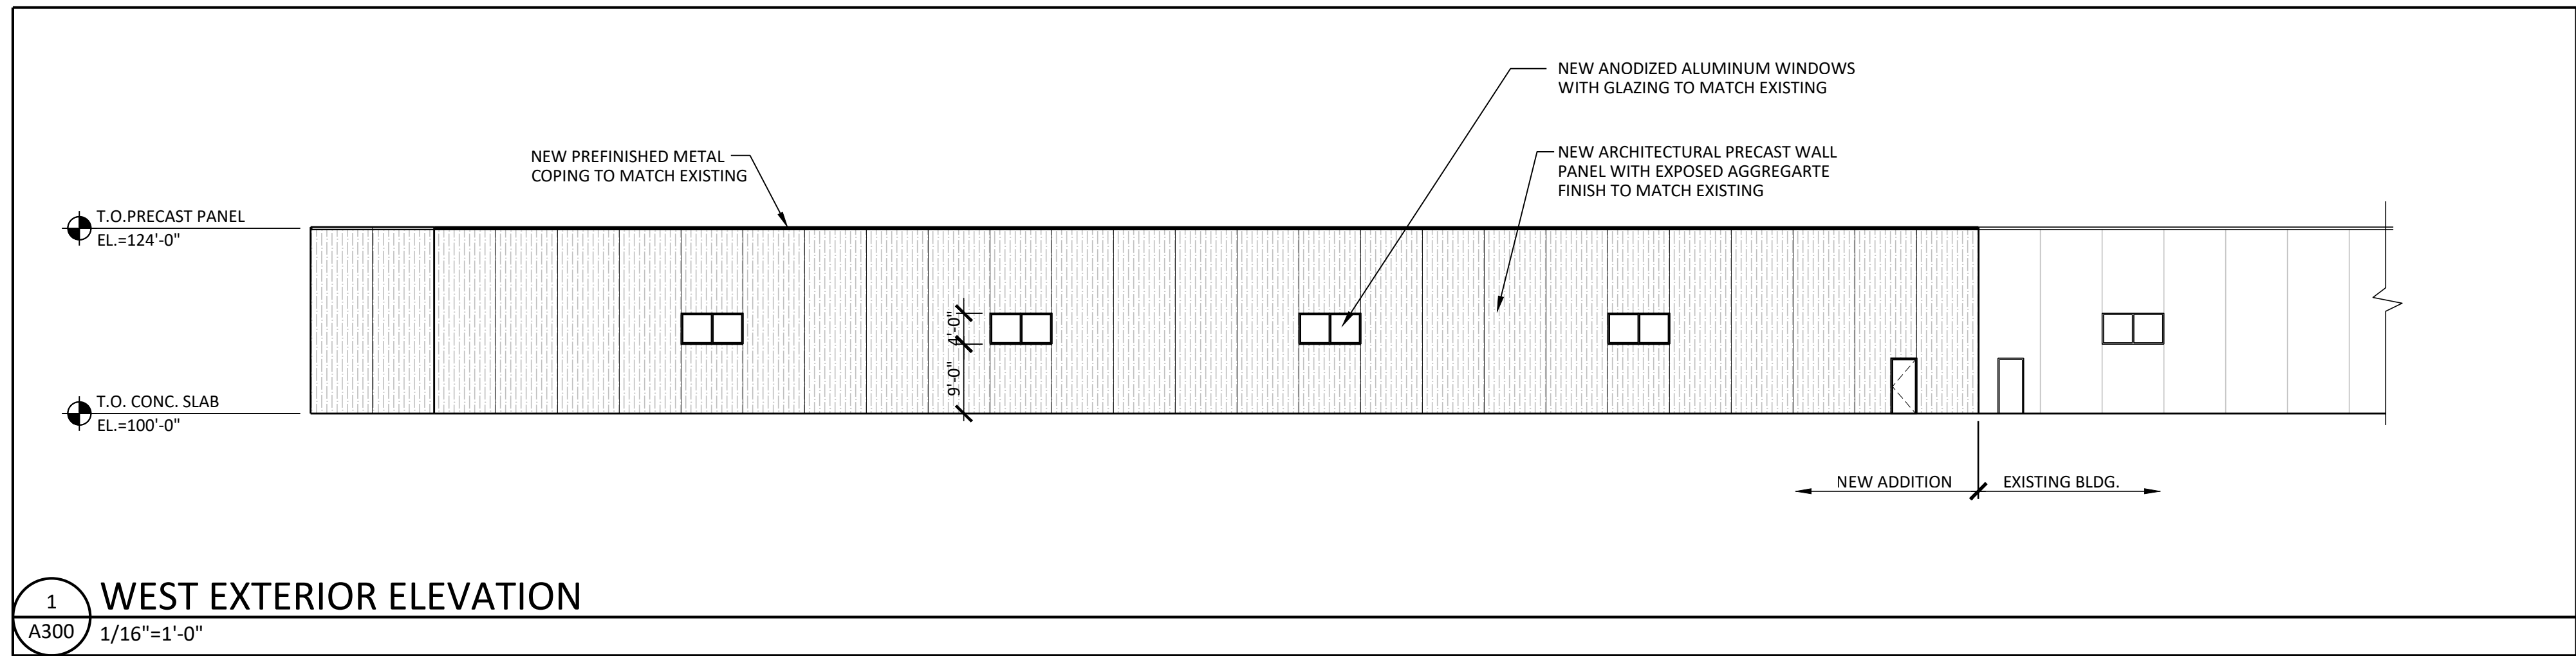 NEW ANODIZED ALUMINUM WINDOWS
WITH GLAZING TO MATCH EXISTING
NEW PREFINISHED METAL
COPING TO MATCH EXISTING
NEW ARCHITECTURAL PRECAST WALL
PANEL WITH EXPOSED AGGREGARTE
FINISH TO MATCH EXISTING
T.O.PRECAST PANEL
EL.=124'-0"
4'-0"
9'-0"
T.O. CONC. SLAB
EL.=100'-0"
NEW ADDITION
EXISTING BLDG.
1
A300
WEST EXTERIOR ELEVATION
1/16"=1'-0"